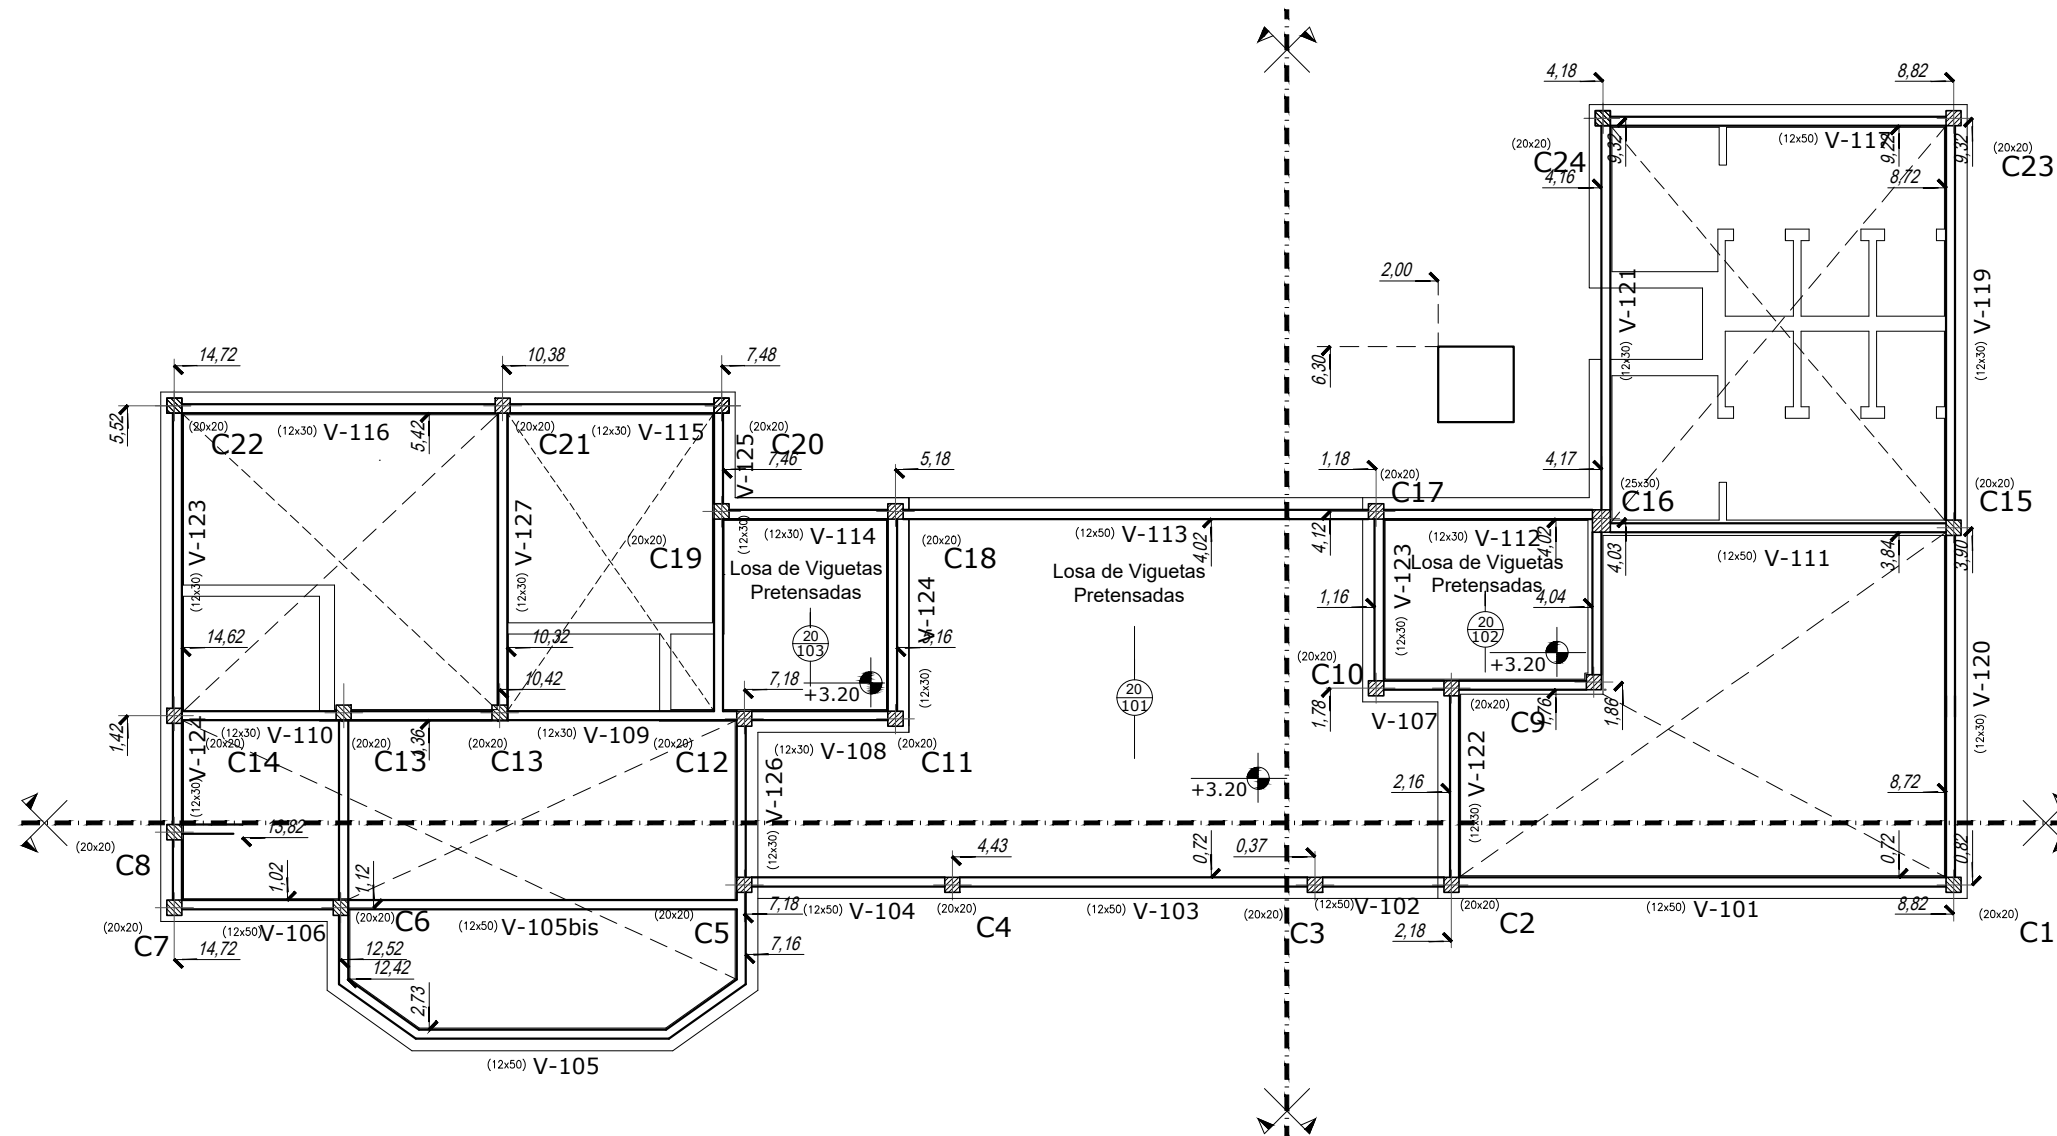 4,18
8,82
(20x20)
C24
9,32
(12x50) V-117
9,22
9,32
(20x20)
C23
4,16
8,72
2,00
6,30
V-121
(12x30)
V-119
(12x30)
14,72
10,38
7,48
5,52
(20x20)
C22
(12x30) V-116
5,42
(20x20)
C21
(12x30) V-115
(20x20)
C20
V-125
(12x30)
7,46
5,18
1,18
(20x20)
C17
4,17
(25x30)
C16
(20x20)
C15
V-123
(12x30)
V-127
(12x30)
(20x20)
C19
(12x30) V-114
(20x20)
C18
(12x50) V-113
4,02
4,12
(12x30) V-112
4,02
4,03
(12x50) V-111
3,84
3,90
Losa de Viguetas
Pretensadas
20
103
+3.20
V-124
(12x30)
5,16
Losa de Viguetas
Pretensadas
20
101
1,16
V-123
(12x30)
Losa de Viguetas
Pretensadas
4,04
20
102
+3.20
14,62
10,32
10,42
7,18
(20x20)
C10
1,78
V-107
(20x20)
C9
1,76
1,86
V-120
(12x30)
1,42
(12x30) V-110
(20x20)
C14
V-124
(12x30)
(20x20)
C13
1,36
(20x20)
C13
(12x30) V-109
(20x20)
C12
(12x30) V-108
(20x20)
C11
V-126
(12x30)
+3.20
2,16
V-122
(12x30)
8,72
13,82
(20x20)
C8
1,02
1,12
4,43
0,72
0,37
0,72
0,82
(20x20)
C7
(12x50) V-106
(20x20)
C6
(12x50) V-105bis
(20x20)
C5
7,18
(12x50) V-104
(20x20)
C4
(12x50) V-103
(20x20)
C3
(12x50) V-102
(20x20)
C2
(12x50) V-101
8,82
(20x20)
C1
14,72
12,52
12,42
7,16
2,18
2,73
(12x50) V-105